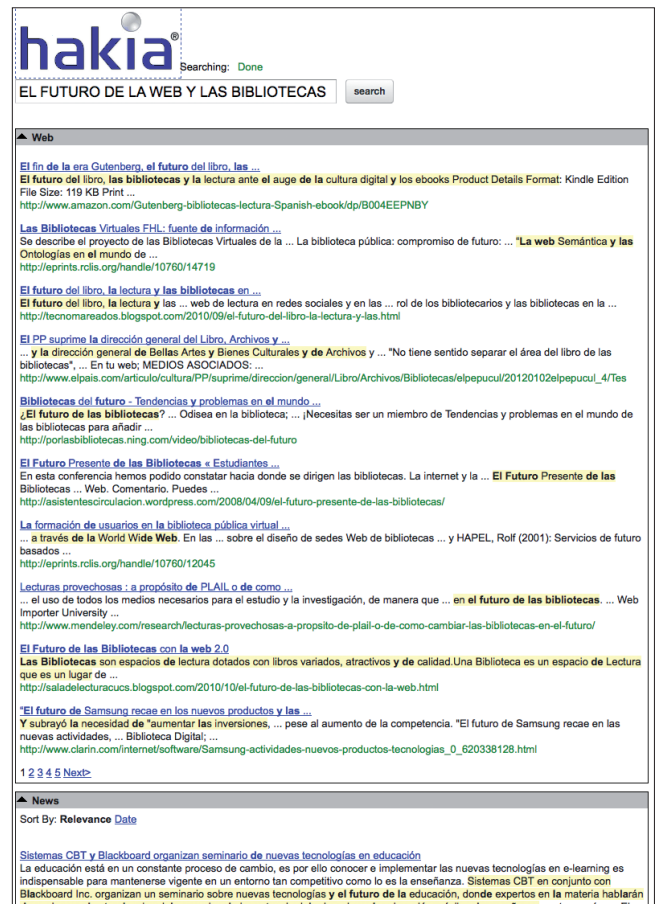 hakia®
Searching: Done
EL FUTURO DE LA WEB Y LAS BIBLIOTECAS search
Web
El fin de la era Gutenberg, el futuro del libro, las ...
El futuro del libro, las bibliotecas y la lectura ante el auge de la cultura digital y los ebooks Product Details Format: Kindle Edition
File Size: 119 KB Print ...
http://www.amazon.com/Gutenberg-bibliotecas-lectura-Spanish-ebook/dp/B004EEPNBY
Las Bibliotecas Virtuales FHL: fuente de información ...
Se describe el proyecto de las Bibliotecas Virtuales de la ... La biblioteca pública: compromiso de futuro: ... "La web Semántica y las
Ontologías en el mundo de ...
http://eprints.rclis.org/handle/10760/14719
El futuro del libro, la lectura y las bibliotecas en ...
El futuro del libro, la lectura y las ... web de lectura en redes sociales y en las ... rol de los bibliotecarios y las bibliotecas en la ...
http://tecnomareados.blogspot.com/2010/09/el-futuro-del-libro-la-lectura-y-las.html
El PP suprime la dirección general del Libro, Archivos y ...
... y la dirección general de Bellas Artes y Bienes Culturales y de Archivos y ... "No tiene sentido separar el área del libro de las
bibliotecas", ... En tu web; MEDIOS ASOCIADOS: ...
http://www.elpais.com/articulo/cultura/PP/suprime/direccion/general/Libro/Archivos/Bibliotecas/elpepucul/20120102elpepucul_4/Tes
Bibliotecas del futuro - Tendencias y problemas en el mundo ...
¿El futuro de las bibliotecas? ... Odisea en la biblioteca; ... ¡Necesitas ser un miembro de Tendencias y problemas en el mundo de
las bibliotecas para añadir ...
http://porlasbibliotecas.ning.com/video/bibliotecas-del-futuro
El Futuro Presente de las Bibliotecas « Estudiantes ...
En esta conferencia hemos podido constatar hacia donde se dirigen las bibliotecas. La internet y la ... El Futuro Presente de las
Bibliotecas ... Web. Comentario. Puedes ...
http://asistentescirculacion.wordpress.com/2008/04/09/el-futuro-presente-de-las-bibliotecas/
La formación de usuarios en la biblioteca pública virtual ...
... a través de la World Wide Web. En las ... sobre el diseño de sedes Web de bibliotecas ... y HAPEL, Rolf (2001): Servicios de futuro
basados ...
http://eprints.rclis.org/handle/10760/12045
Lecturas provechosas : a propósito de PLAIL o de como ...
... el uso de todos los medios necesarios para el estudio y la investigación, de manera que ... en el futuro de las bibliotecas. ... Web
Importer University ...
http://www.mendeley.com/research/lecturas-provechosas-a-propsito-de-plail-o-de-como-cambiar-las-bibliotecas-en-el-futuro/
El Futuro de las Bibliotecas con la web 2.0
Las Bibliotecas son espacios de lectura dotados con libros variados, atractivos y de calidad.Una Biblioteca es un espacio de Lectura
que es un lugar de ...
http://saladelecturacucs.blogspot.com/2010/10/el-futuro-de-las-bibliotecas-con-la-web.html
"El futuro de Samsung recae en los nuevos productos y las ...
Y subrayó la necesidad de "aumentar las inversiones, ... pese al aumento de la competencia. "El futuro de Samsung recae en las
nuevas actividades, ... Biblioteca Digital; ...
http://www.clarin.com/internet/software/Samsung-actividades-nuevos-productos-tecnologias_0_620338128.html
1 2 3 4 5 Next>
News
Sort By: Relevance Date
Sistemas CBT y Blackboard organizan seminario de nuevas tecnologías en educación
La educación está en un constante proceso de cambio, es por ello conocer e implementar las nuevas tecnologías en e-learning es
indispensable para mantenerse vigente en un entorno tan competitivo como lo es la enseñanza. Sistemas CBT en conjunto con
Blackboard Inc. organizan un seminario sobre nuevas tecnologías y el futuro de la educación, donde expertos en la materia hablarán